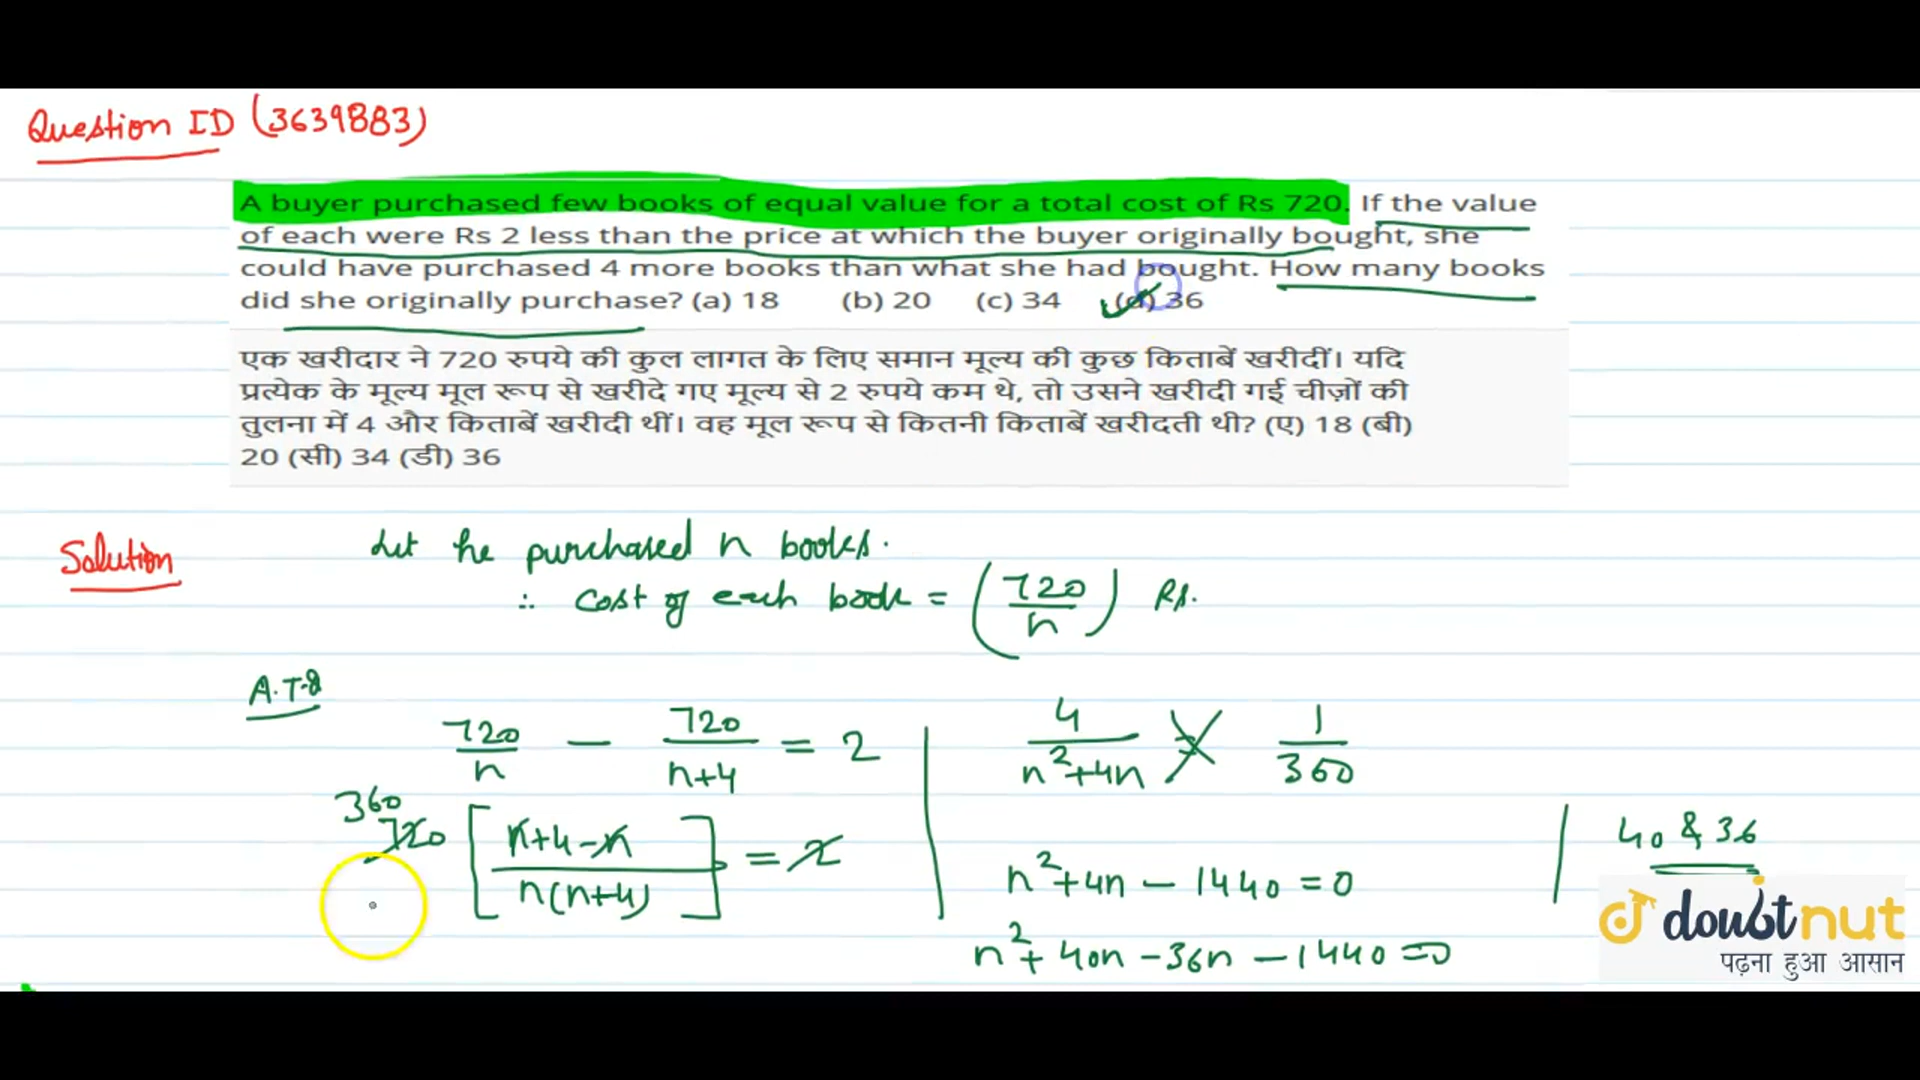 Question ID (3639883)
A buyer purchased few books of equal value for a total cost of Rs 720. If the value
of each were Rs 2 less than the price at which the buyer originally bought, she
could have purchased 4 more books than what she had bought. How many books
did she originally purchase? (a) 18 (b) 20 (c) 34 (d) 36
एक खरीदार ने 720 रुपये की कुल लागत के लिए समान मूल्य की कुछ किताबें खरीदीं। यदि
प्रत्येक के मूल्य मूल रूप से खरीदे गए मूल्य से 2 रुपये कम थे, तो उसने खरीदी गई चीज़ों की
तुलना में 4 और किताबें खरीदी थीं। वह मूल रूप से कितनी किताबें खरीदती थी? (ए) 18 (बी)
20 (सी) 34 (डी) 36
Solution
Let he purchased n books.
∴ cost of each book = (720/n) Rs.
A.T.Q
720/n - 720/n+4 = 2
360
720 [n+4-n / n(n+4)] = 2
4/n²+4n = 1/360
n²+4n - 1440 = 0
n²+40n - 36n - 1440 = 0
40 & 36
doubtnut
पढ़ना हुआ आसान